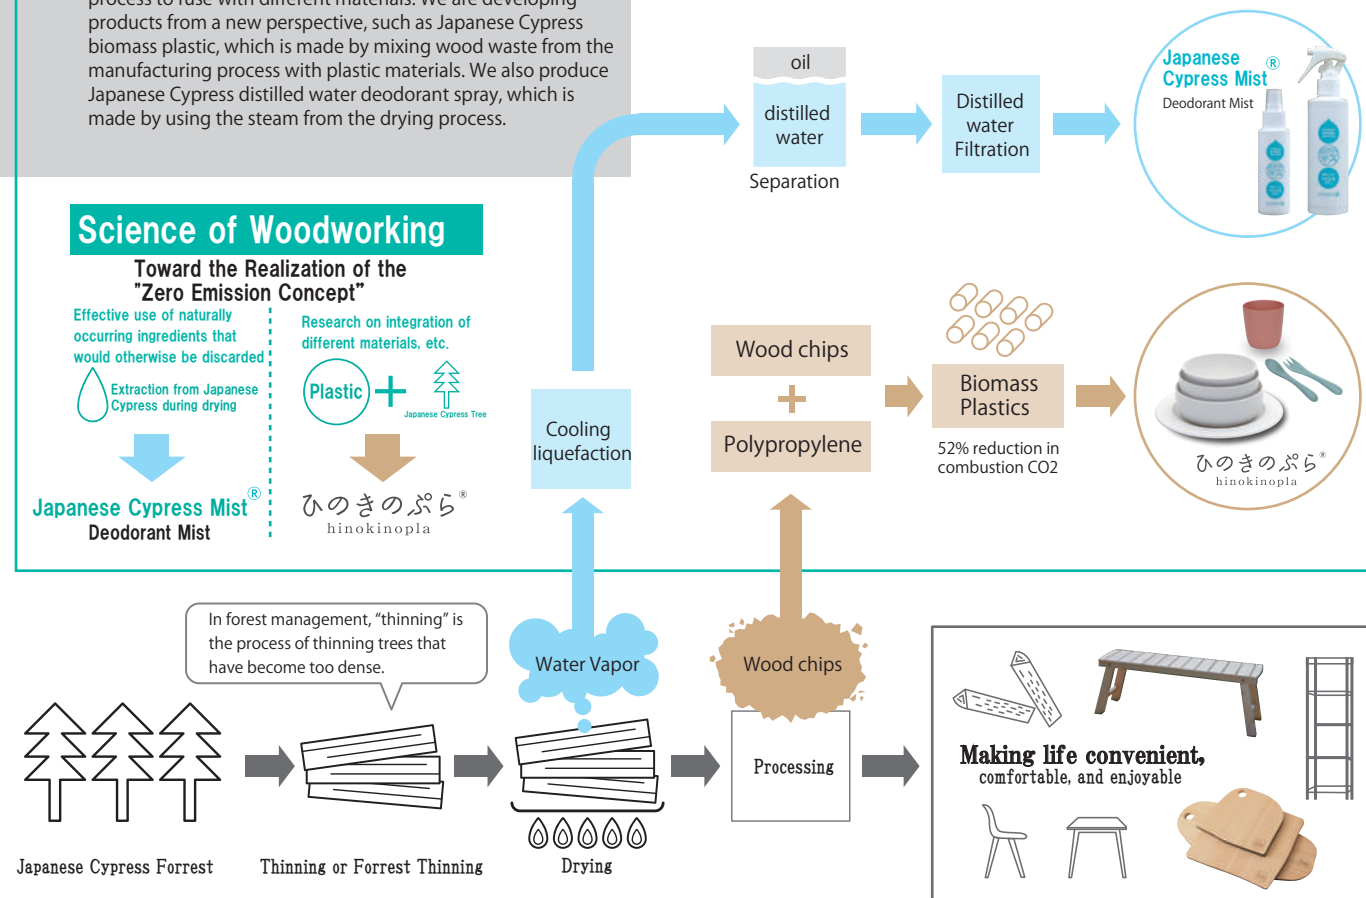 process to fuse with different materials. We are developing
products from a new perspective, such as Japanese Cypress
biomass plastic, which is made by mixing wood waste from the
manufacturing process with plastic materials. We also produce
Japanese Cypress distilled water deodorant spray, which is
made by using the steam from the drying process.
oil
distilled
water
Separation
Distilled
water
Filtration
Japanese
Cypress Mist®
Deodorant Mist
Science of Woodworking
Toward the Realization of the
"Zero Emission Concept"
Effective use of naturally
occurring ingredients that
would otherwise be discarded
Extraction from Japanese
Cypress during drying
Japanese Cypress Mist®
Deodorant Mist
Research on integration of
different materials, etc.
Plastic
+
Japanese Cypress Tree
ひのきのぷら®
hinokinopla
Cooling
liquefaction
Wood chips
+
Polypropylene
Biomass
Plastics
52% reduction in
combustion CO2
ひのきのぷら®
hinokinopla
In forest management, “thinning” is
the process of thinning trees that
have become too dense.
Water Vapor
Wood chips
Processing
Making life convenient,
comfortable, and enjoyable
Japanese Cypress Forrest
Thinning or Forrest Thinning
Drying